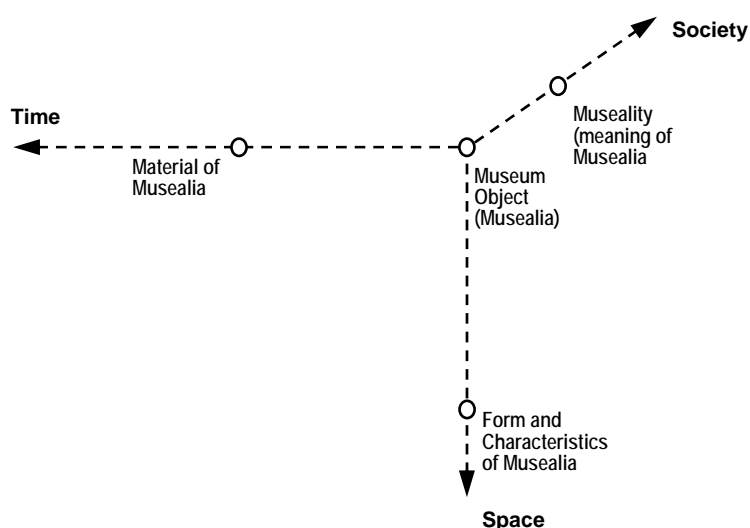 Society
Museality
(meaning of
Musealia
Time
Material of
Musealia
Museum
Object
(Musealia)
Form and
Characteristics
of Musealia
Space